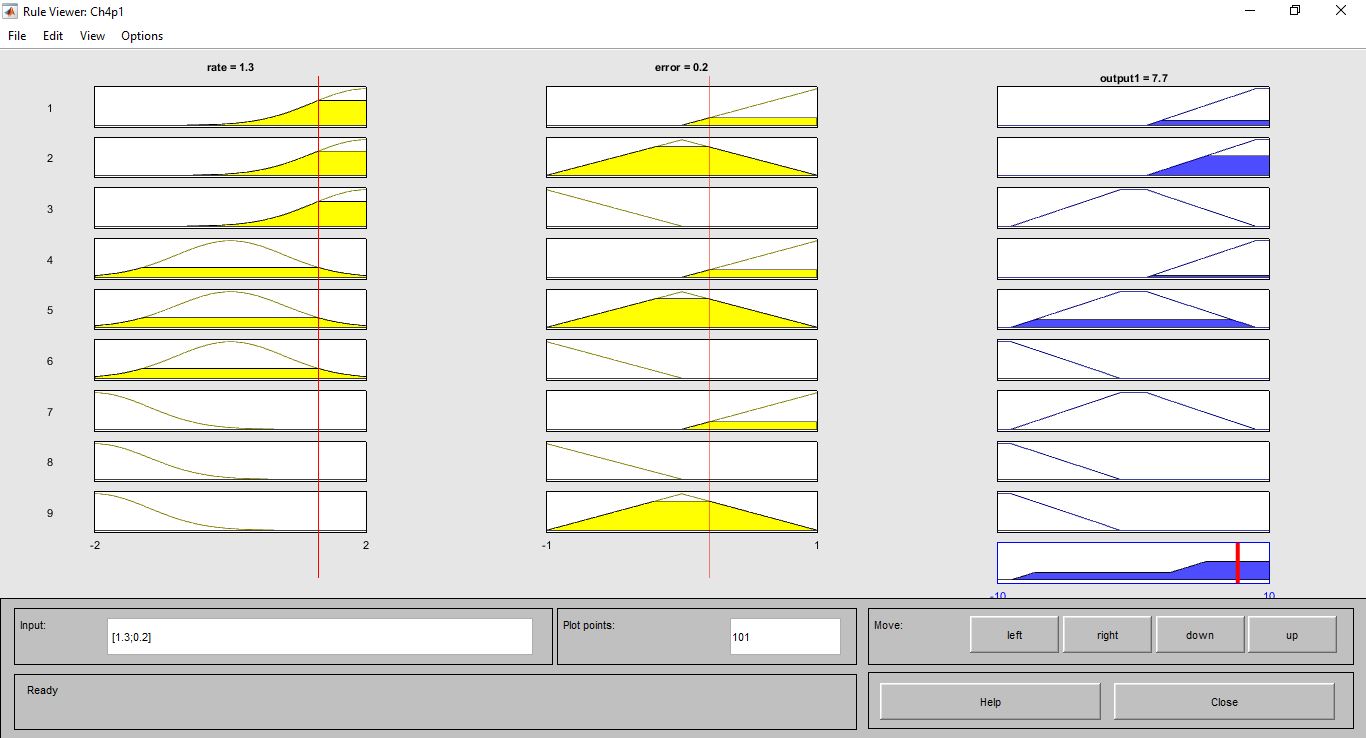 Rule Viewer: Ch4p1
File Edit View Options
rate = 1.3
error = 0.2
output1 = 7.7
1
2
3
4
5
6
7
8
9
-2 2
-1 1
-10 10
Input: [1.3;0.2]
Plot points: 101
Move: left right down up
Ready
Help Close